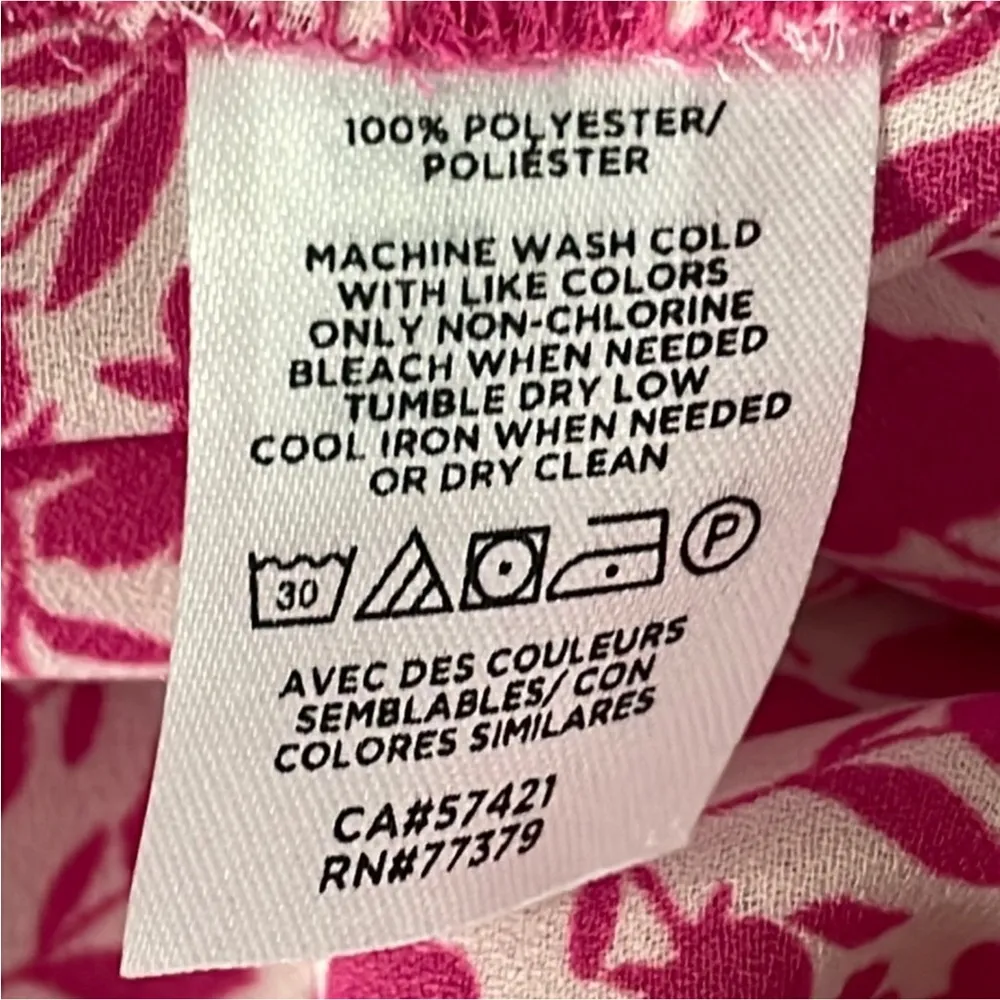 100% POLYESTER/
POLIÉSTER
MACHINE WASH COLD
WITH LIKE COLORS
ONLY NON-CHLORINE
BLEACH WHEN NEEDED
TUMBLE DRY LOW
COOL IRON WHEN NEEDED
OR DRY CLEAN
30 P
AVEC DES COULEURS
SEMBLABLES/ CON
COLORES SIMILARES
CA#57421
RN#77379